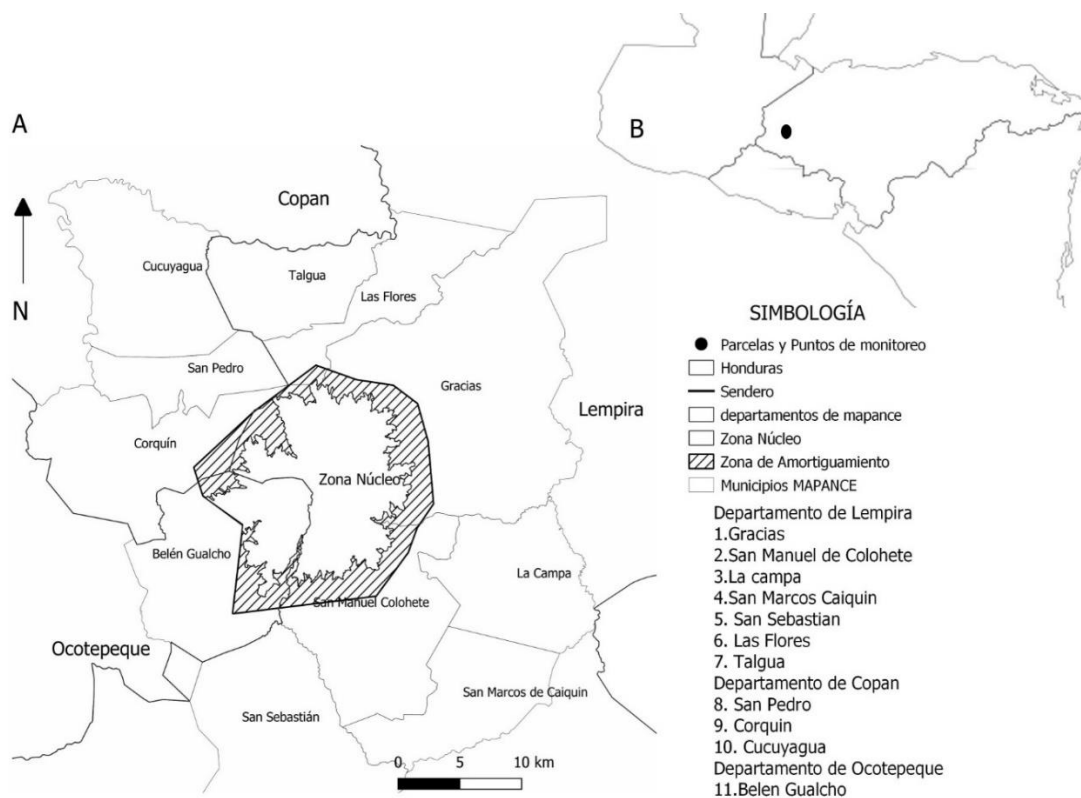 A
B
N
Copan
Cucuyagua
Talgua
Las Flores
San Pedro
Gracias
Lempira
Corquín
Zona Núcleo
Belén Gualcho
La Campa
San Manuel Colohete
Ocotepeque
San Marcos de Caiquin
San Sebastián
0 5 10 km
SIMBOLOGÍA
Parcelas y Puntos de monitoreo
Honduras
Sendero
departamentos de mapance
Zona Núcleo
Zona de Amortiguamiento
Municipios MAPANCE
Departamento de Lempira
1.Gracias
2.San Manuel de Colohete
3.La campa
4.San Marcos Caiquin
5. San Sebastian
6. Las Flores
7. Talgua
Departamento de Copan
8. San Pedro
9. Corquin
10. Cucuyagua
Departamento de Ocotepeque
11.Belen Gualcho